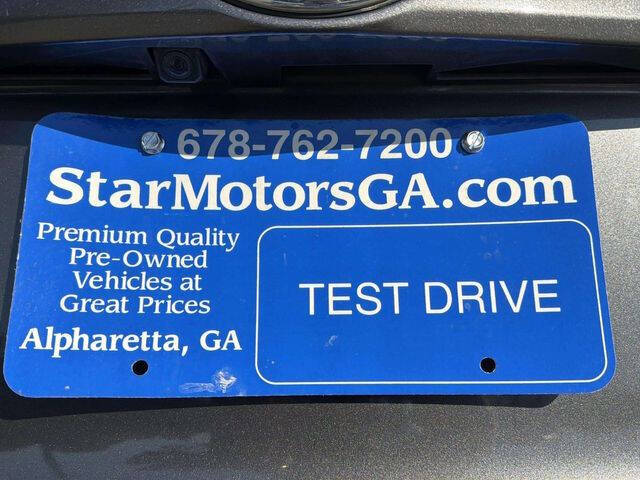 678-762-7200
StarMotorsGA.com
Premium Quality
Pre-Owned
Vehicles at
Great Prices
Alpharetta, GA
TEST DRIVE